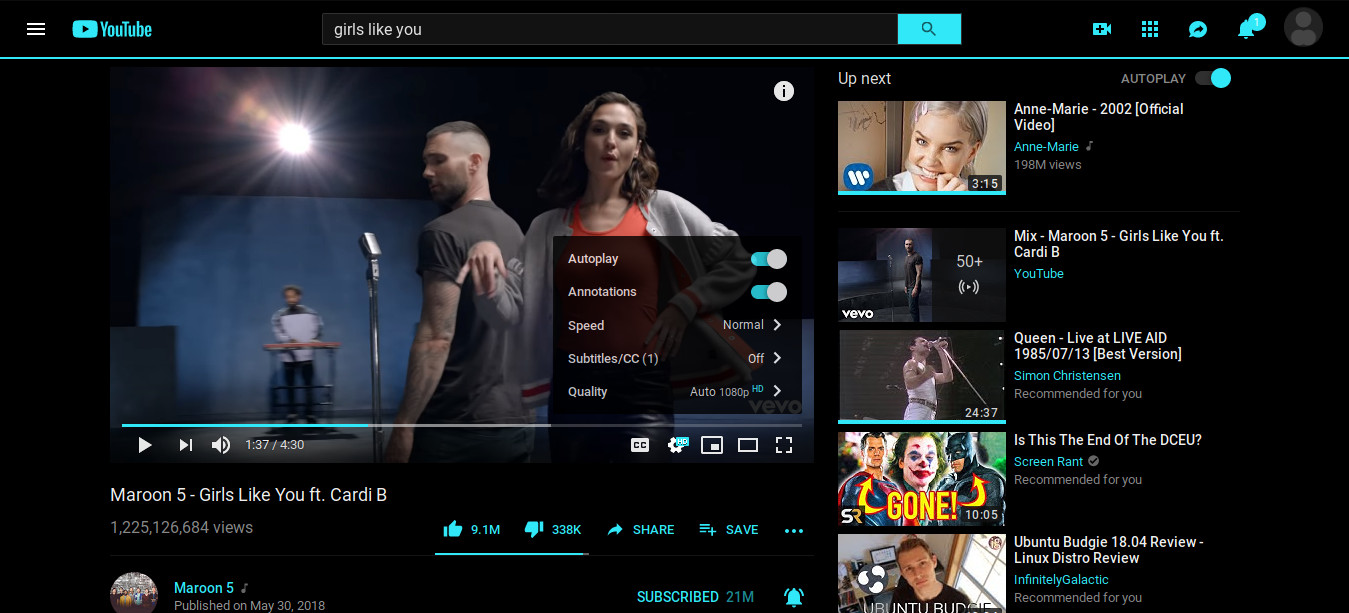 YouTube
girls like you
1
Up next
AUTOPLAY
Autoplay
Annotations
Speed
Normal
Subtitles/CC (1)
Off
Quality
Auto 1080p HD
vevo
1:37 / 4:30
CC
HD
Maroon 5 - Girls Like You ft. Cardi B
1,225,126,684 views
9.1M
338K
SHARE
SAVE
Maroon 5
Published on May 30, 2018
SUBSCRIBED 21M
Anne-Marie - 2002 [Official
Video]
Anne-Marie
198M views
3:15
Mix - Maroon 5 - Girls Like You ft.
Cardi B
YouTube
50+
vevo
Queen - Live at LIVE AID
1985/07/13 [Best Version]
Simon Christensen
Recommended for you
24:37
Is This The End Of The DCEU?
Screen Rant
Recommended for you
GONE!
SR
10:05
Ubuntu Budgie 18.04 Review -
Linux Distro Review
InfinitelyGalactic
Recommended for you
UBUNTU BUDGIE